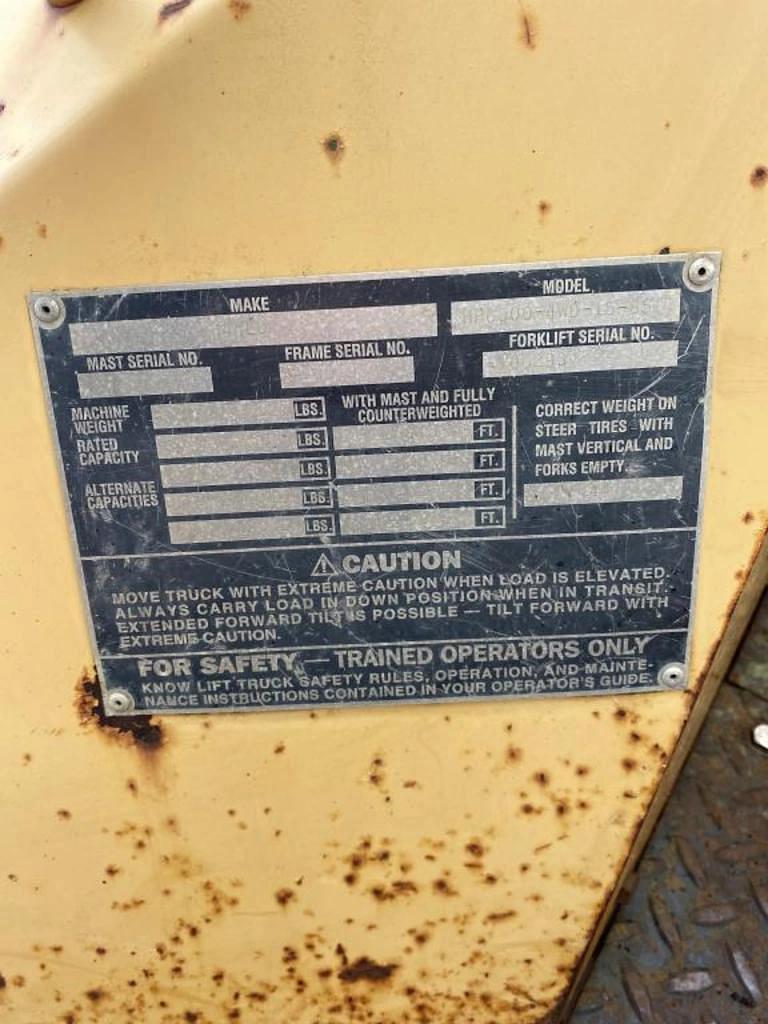 MAKE
MODEL
MAST SERIAL NO.
FRAME SERIAL NO.
FORKLIFT SERIAL NO.
MACHINE
WEIGHT
LBS.
WITH MAST AND FULLY
COUNTERWEIGHTED
RATED
CAPACITY
LBS.
FT.
LBS.
FT.
ALTERNATE
CAPACITIES
LBS.
FT.
LBS.
FT.
CORRECT WEIGHT ON
STEER TIRES WITH
MAST VERTICAL AND
FORKS EMPTY
⚠ CAUTION
MOVE TRUCK WITH EXTREME CAUTION WHEN LOAD IS ELEVATED.
ALWAYS CARRY LOAD IN DOWN POSITION WHEN IN TRANSIT.
EXTENDED FORWARD TILT IS POSSIBLE — TILT FORWARD WITH
EXTREME CAUTION.
FOR SAFETY — TRAINED OPERATORS ONLY
KNOW LIFT TRUCK SAFETY RULES, OPERATION, AND MAINTE-
NANCE INSTRUCTIONS CONTAINED IN YOUR OPERATOR'S GUIDE.